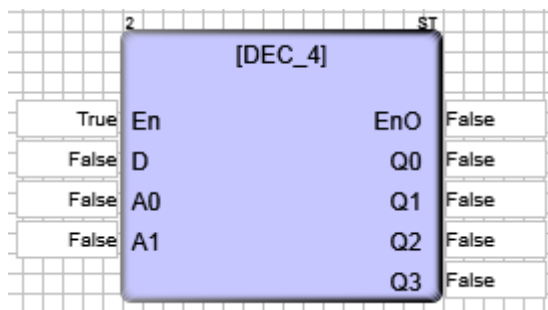 2 ST
[DEC_4]
True En EnO False
False D Q0 False
False A0 Q1 False
False A1 Q2 False
Q3 False